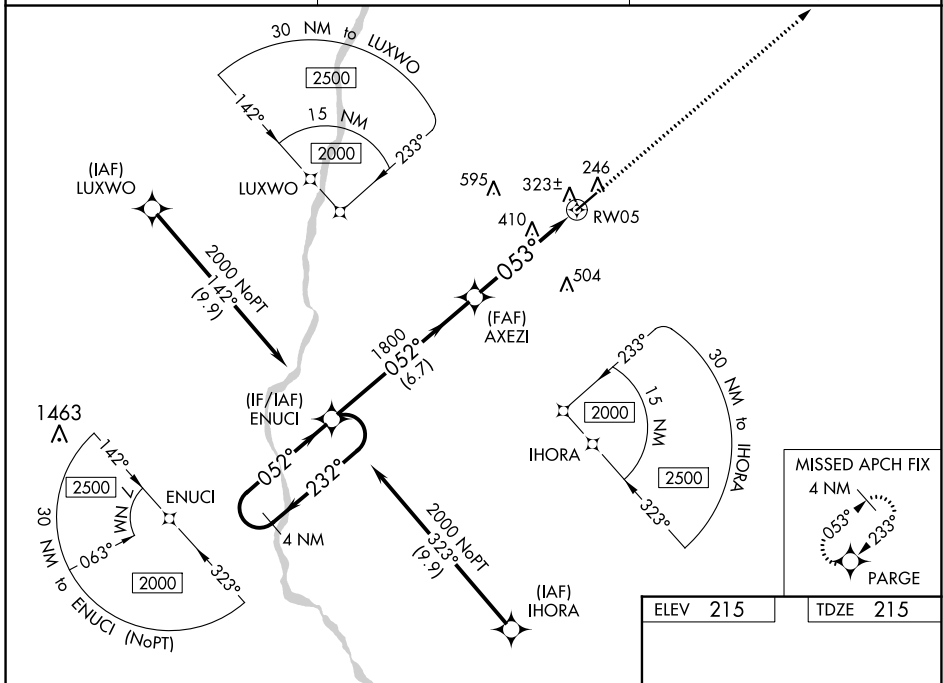 30 NM to LUXWO
2500
142°
15 NM
2000
233°
LUXWO
(IAF)
LUXWO
2000 NoPT
142°
(9.9)
595
323±
246
RW05
410
053°
504
(FAF)
AXEZI
1800
052°
(6.7)
(IF/IAF)
ENUCI
052°
232°
4 NM
1463
142°
2500
7 NM
ENUCI
063°
2000
323°
30 NM to ENUCI (NoPT)
233°
15 NM
2000
30 NM to IHORA
IHORA
2500
323°
2000 NoPT
323°
(9.9)
(IAF)
IHORA
MISSED APCH FIX
4 NM
053°
233°
PARGE
ELEV 215
TDZE 215